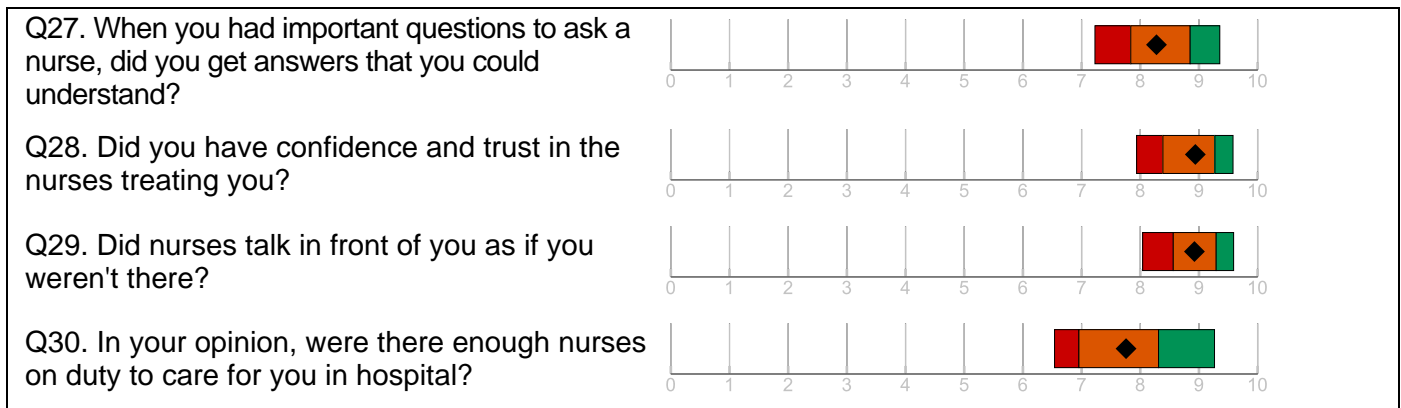 Q27. When you had important questions to ask a
nurse, did you get answers that you could
understand?
0 1 2 3 4 5 6 7 8 9 10
Q28. Did you have confidence and trust in the
nurses treating you?
0 1 2 3 4 5 6 7 8 9 10
Q29. Did nurses talk in front of you as if you
weren't there?
0 1 2 3 4 5 6 7 8 9 10
Q30. In your opinion, were there enough nurses
on duty to care for you in hospital?
0 1 2 3 4 5 6 7 8 9 10